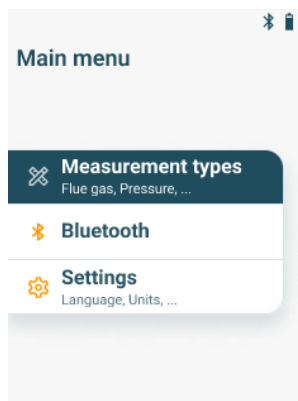 Main menu
Measurement types
Flue gas, Pressure, ...
Bluetooth
Settings
Language, Units, ...